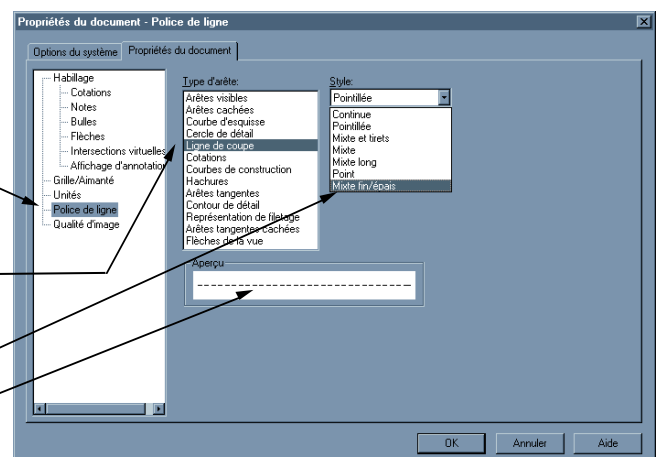 Propriétés du document - Police de ligne
Options du système
Propriétés du document
Habillage
Cotations
Notes
Bulles
Flèches
Intersections virtuelles
Affichage d'annotation
Grille/Aimanté
Unités
Police de ligne
Qualité d'image
Type d'arête:
Arêtes visibles
Arêtes cachées
Courbe d'esquisse
Cercle de détail
Ligne de coupe
Cotations
Courbes de construction
Hachures
Arêtes tangentes
Contour de détail
Représentation de filetage
Arêtes tangentes cachées
Flèches de la vue
Style:
Pointillée
Continue
Pointillée
Mixte et tirets
Mixte
Mixte long
Point
Mixte fin/épais
Aperçu
OK
Annuler
Aide